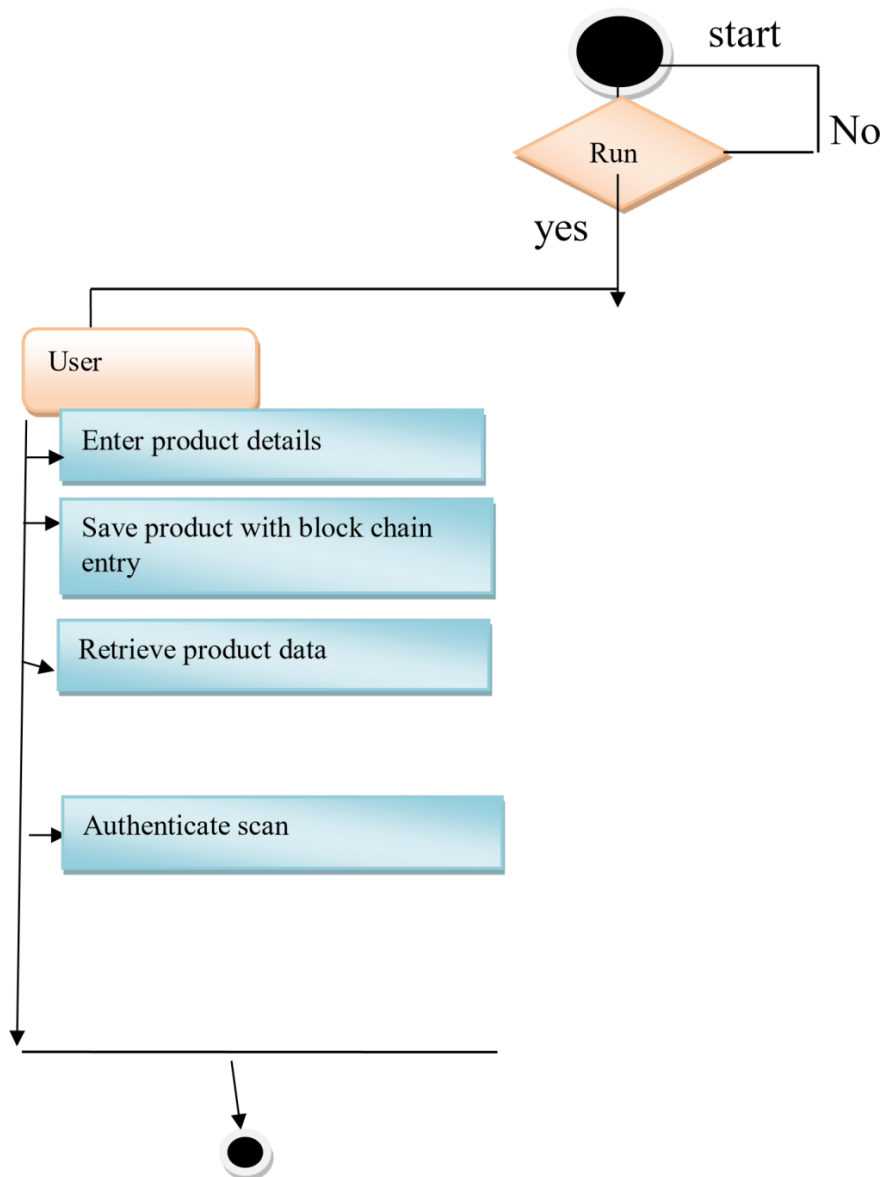 start
No
Run
yes
User
Enter product details
Save product with block chain
entry
Retrieve product data
Authenticate scan